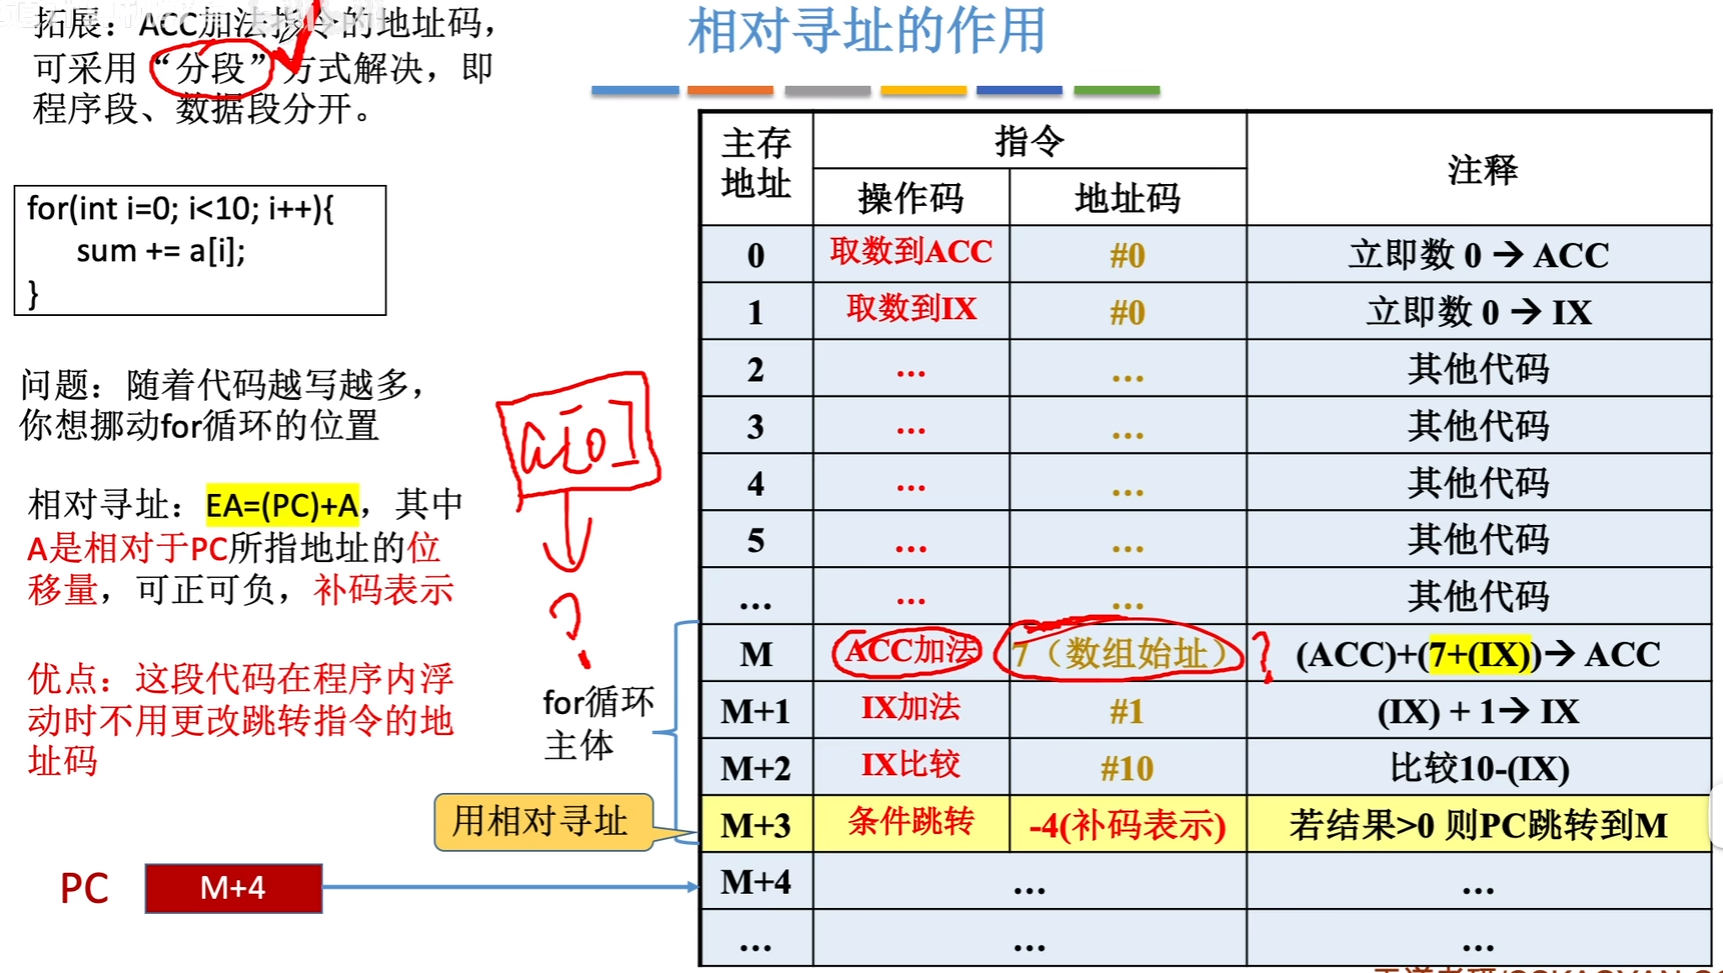 拓展：ACC加法指令的地址码，
可采用“分段”方式解决，即
程序段、数据段分开。
相对寻址的作用
for(int i=0; i<10; i++){
sum += a[i];
}
问题：随着代码越写越多，
你想挪动for循环的位置
相对寻址：EA=(PC)+A，其中
A是相对于PC所指地址的位
移量，可正可负，补码表示
优点：这段代码在程序内浮
动时不用更改跳转指令的地
址码
a[0]
?
for循环
主体
用相对寻址
PC M+4
主存地址 指令 注释
操作码 地址码
0 取数到ACC #0 立即数 0 → ACC
1 取数到IX #0 立即数 0 → IX
2 … … 其他代码
3 … … 其他代码
4 … … 其他代码
5 … … 其他代码
… … … 其他代码
M ACC加法 7（数组始址） ? (ACC)+(7+(IX))→ ACC
M+1 IX加法 #1 (IX) + 1→ IX
M+2 IX比较 #10 比较10-(IX)
M+3 条件跳转 -4(补码表示) 若结果>0 则PC跳转到M
M+4 … …
… … …